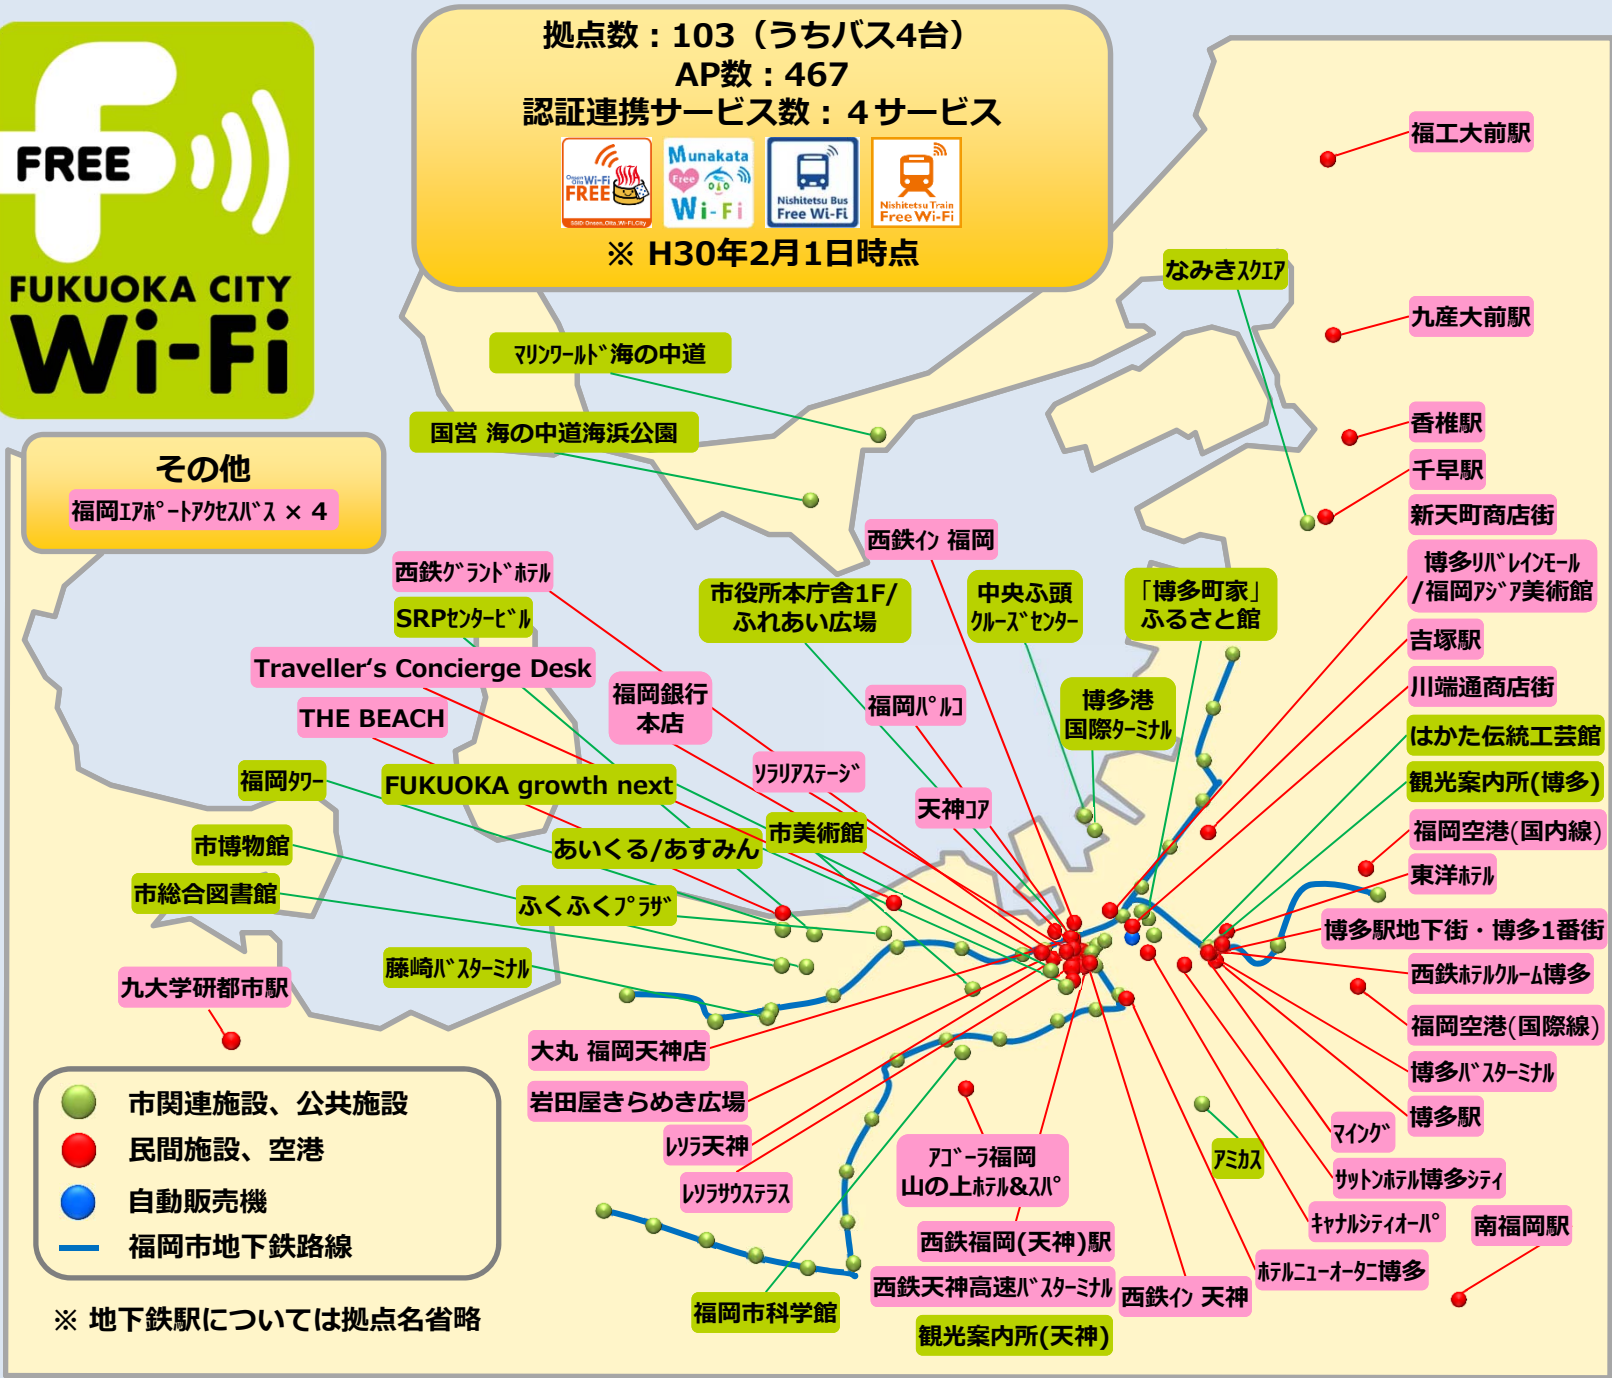 拠点数：103（うちバス4台）
AP数：467
認証連携サービス数：４サービス
Onsen Oita Wi-Fi
FREE
SSID:Onsen_Oita_Wi-Fi_City
Munakata
Free
Wi-Fi
Nishitetsu Bus
Free Wi-Fi
Nishitetsu Train
Free Wi-Fi
※ H30年2月1日時点
FREE
FUKUOKA CITY
Wi-Fi
その他
福岡ｴｱﾎﾟｰﾄｱｸｾｽﾊﾞｽ × 4
福工大前駅
なみきｽｸｴｱ
九産大前駅
ﾏﾘﾝﾜｰﾙﾄﾞ海の中道
国営 海の中道海浜公園
香椎駅
千早駅
新天町商店街
西鉄ｲﾝ 福岡
博多ﾘﾊﾞﾚｲﾝﾓｰﾙ
/福岡ｱｼﾞｱ美術館
西鉄ｸﾞﾗﾝﾄﾞﾎﾃﾙ
市役所本庁舎1F/
ふれあい広場
中央ふ頭
ｸﾙｰｽﾞｾﾝﾀｰ
「博多町家」
ふるさと館
SRPｾﾝﾀｰﾋﾞﾙ
吉塚駅
Traveller‘s Concierge Desk
福岡銀行
本店
福岡ﾊﾟﾙｺ
博多港
国際ﾀｰﾐﾅﾙ
川端通商店街
THE BEACH
はかた伝統工芸館
福岡ﾀﾜｰ
FUKUOKA growth next
ｿﾗﾘｱｽﾃｰｼﾞ
天神ｺｱ
観光案内所(博多)
市博物館
あいくる/あすみん
市美術館
福岡空港(国内線)
東洋ﾎﾃﾙ
市総合図書館
ふくふくﾌﾟﾗｻﾞ
博多駅地下街・博多1番街
藤崎ﾊﾞｽﾀｰﾐﾅﾙ
西鉄ﾎﾃﾙｸﾙｰﾑ博多
九大学研都市駅
福岡空港(国際線)
大丸 福岡天神店
博多ﾊﾞｽﾀｰﾐﾅﾙ
岩田屋きらめき広場
博多駅
ﾚｿﾗ天神
ﾏｲﾝｸﾞ
ｱｺﾞｰﾗ福岡
山の上ﾎﾃﾙ&ｽﾊﾟ
ｱﾐｶｽ
ﾚｿﾗｻｳｽﾃﾗｽ
ｻｯﾄﾝﾎﾃﾙ博多ｼﾃｨ
ｷｬﾅﾙｼﾃｨｵｰﾊﾟ
南福岡駅
西鉄福岡(天神)駅
ﾎﾃﾙﾆｭｰｵｰﾀﾆ博多
西鉄天神高速ﾊﾞｽﾀｰﾐﾅﾙ
西鉄ｲﾝ 天神
福岡市科学館
観光案内所(天神)
市関連施設、公共施設
民間施設、空港
自動販売機
福岡市地下鉄路線
※ 地下鉄駅については拠点名省略